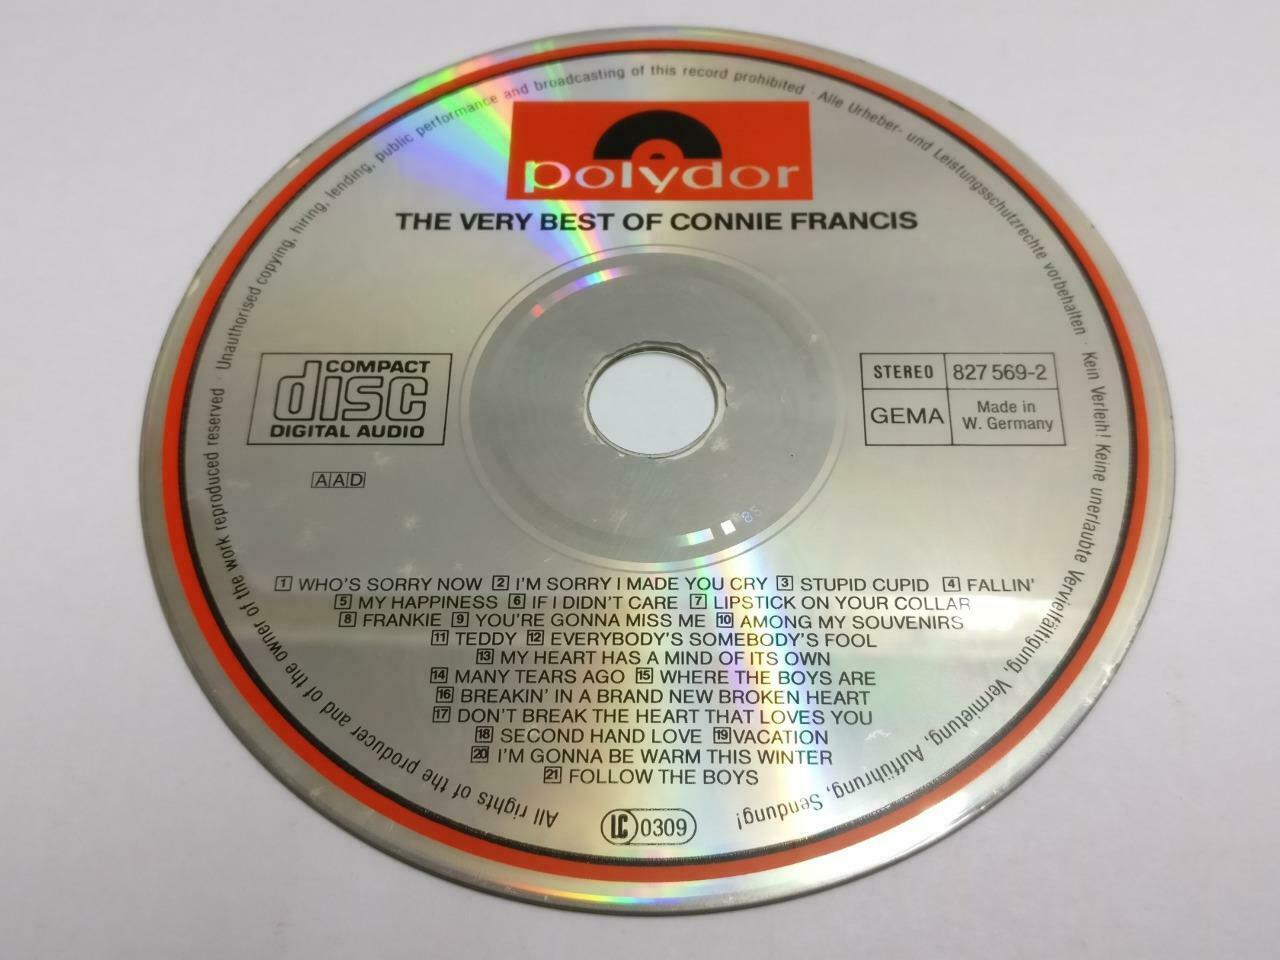 All rights of the producer and of the owner of the work reproduced reserved · Unauthorised copying, hiring, lending, public performance and broadcasting of this record prohibited · Alle Urheber- und Leistungsschutzrechte vorbehalten · Kein Verleih! Keine unerlaubte Vervielfältigung, Vermietung, Aufführung, Sendung!
polydor
THE VERY BEST OF CONNIE FRANCIS
COMPACT
disc
DIGITAL AUDIO
AAD
STEREO 827 569-2
GEMA Made in
W. Germany
85
1 WHO'S SORRY NOW 2 I'M SORRY I MADE YOU CRY 3 STUPID CUPID 4 FALLIN'
5 MY HAPPINESS 6 IF I DIDN'T CARE 7 LIPSTICK ON YOUR COLLAR
8 FRANKIE 9 YOU'RE GONNA MISS ME 10 AMONG MY SOUVENIRS
11 TEDDY 12 EVERYBODY'S SOMEBODY'S FOOL
13 MY HEART HAS A MIND OF ITS OWN
14 MANY TEARS AGO 15 WHERE THE BOYS ARE
16 BREAKIN' IN A BRAND NEW BROKEN HEART
17 DON'T BREAK THE HEART THAT LOVES YOU
18 SECOND HAND LOVE 19 VACATION
20 I'M GONNA BE WARM THIS WINTER
21 FOLLOW THE BOYS
LC 0309